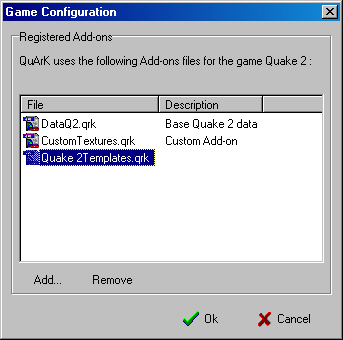 Game Configuration
Registered Add-ons
QuArK uses the following Add-ons files for the game Quake 2 :
File Description
DataQ2.qrk Base Quake 2 data
CustomTextures.qrk Custom Add-on
Quake 2Templates.qrk
Add... Remove
Ok Cancel